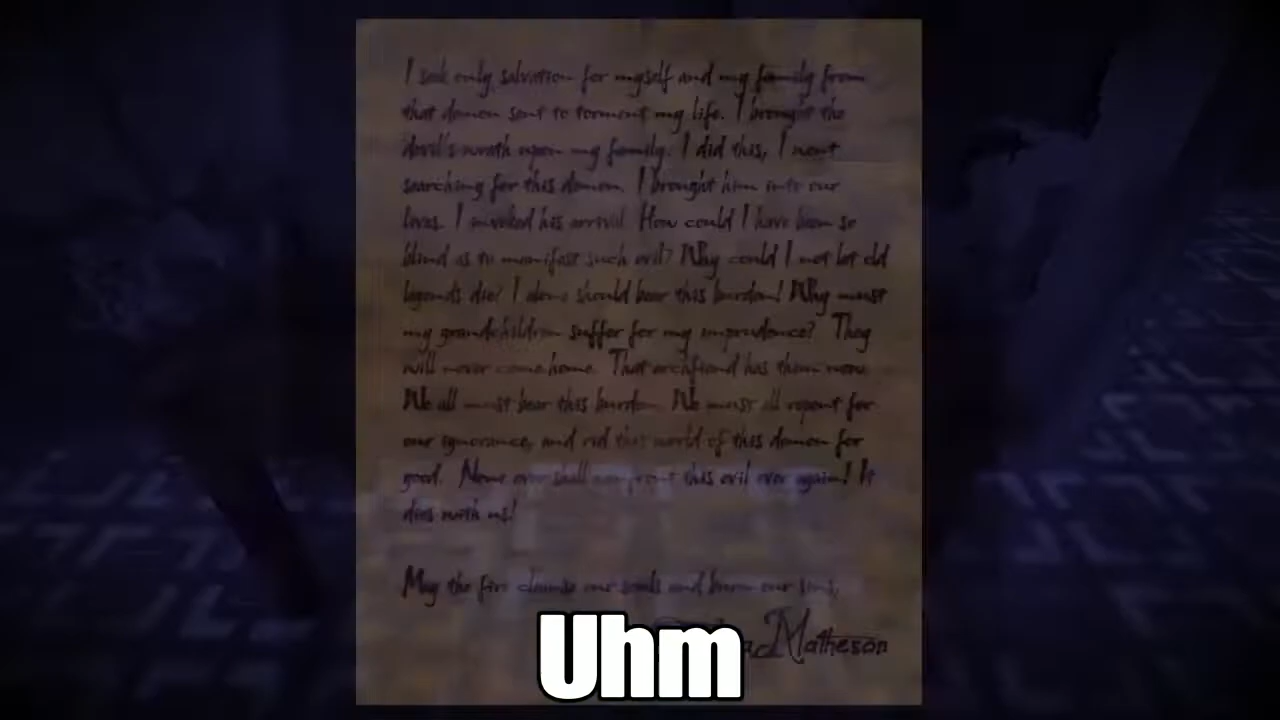 I seek only salvation for myself and my family from
that demon sent to torment my life. I brought the
devil's wrath upon my family. I did this, I went
searching for this demon. I brought him into our
lives. I invoked his arrival. How could I have been so
blind as to manifest such evil? Why could I not let old
legends die? I alone should bear this burden! Why must
my grandchildren suffer for my imprudence? They
will never come home. That archfiend has them now.
We all must bear this burden. We must all repent for
our ignorance, and rid this world of this demon for
good. None ever shall confront this evil ever again! It
dies with us!
May the fire cleanse our souls and burn our sins,
Matheson
Uhm